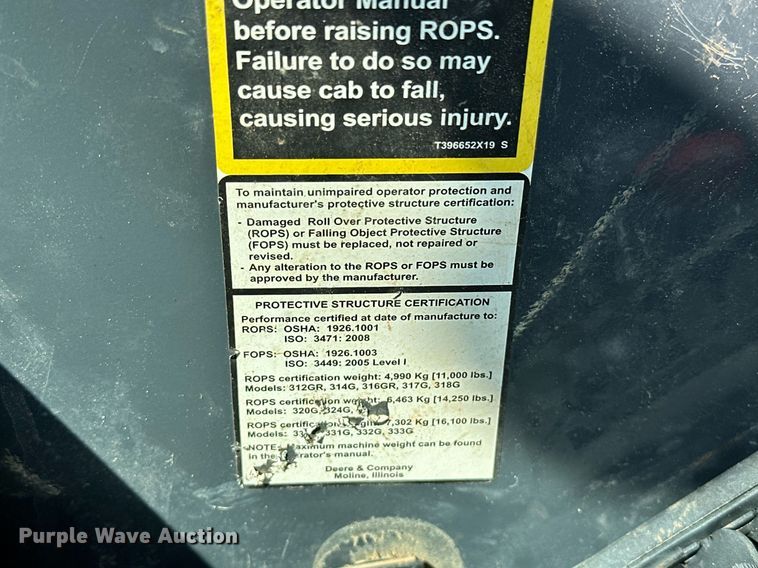 Operator Manual
before raising ROPS.
Failure to do so may
cause cab to fall,
causing serious injury.
T396652X19 S
To maintain unimpaired operator protection and
manufacturer's protective structure certification:
- Damaged Roll Over Protective Structure
(ROPS) or Falling Object Protective Structure
(FOPS) must be replaced, not repaired or
revised.
- Any alteration to the ROPS or FOPS must be
approved by the manufacturer.
PROTECTIVE STRUCTURE CERTIFICATION
Performance certified at date of manufacture to:
ROPS: OSHA: 1926.1001
ISO: 3471: 2008
FOPS: OSHA: 1926.1003
ISO: 3449: 2005 Level I
ROPS certification weight: 4,990 Kg [11,000 lbs.]
Models: 312GR, 314G, 316GR, 317G, 318G
ROPS certification weight: 6,463 Kg [14,250 lbs.]
Models: 320G, 324G,
ROPS certification 7,302 Kg [16,100 lbs.]
Models: 331G, 332G, 333G
NOTE: Maximum machine weight can be found
in the manual.
Deere & Company
Moline, Illinois
Purple Wave Auction